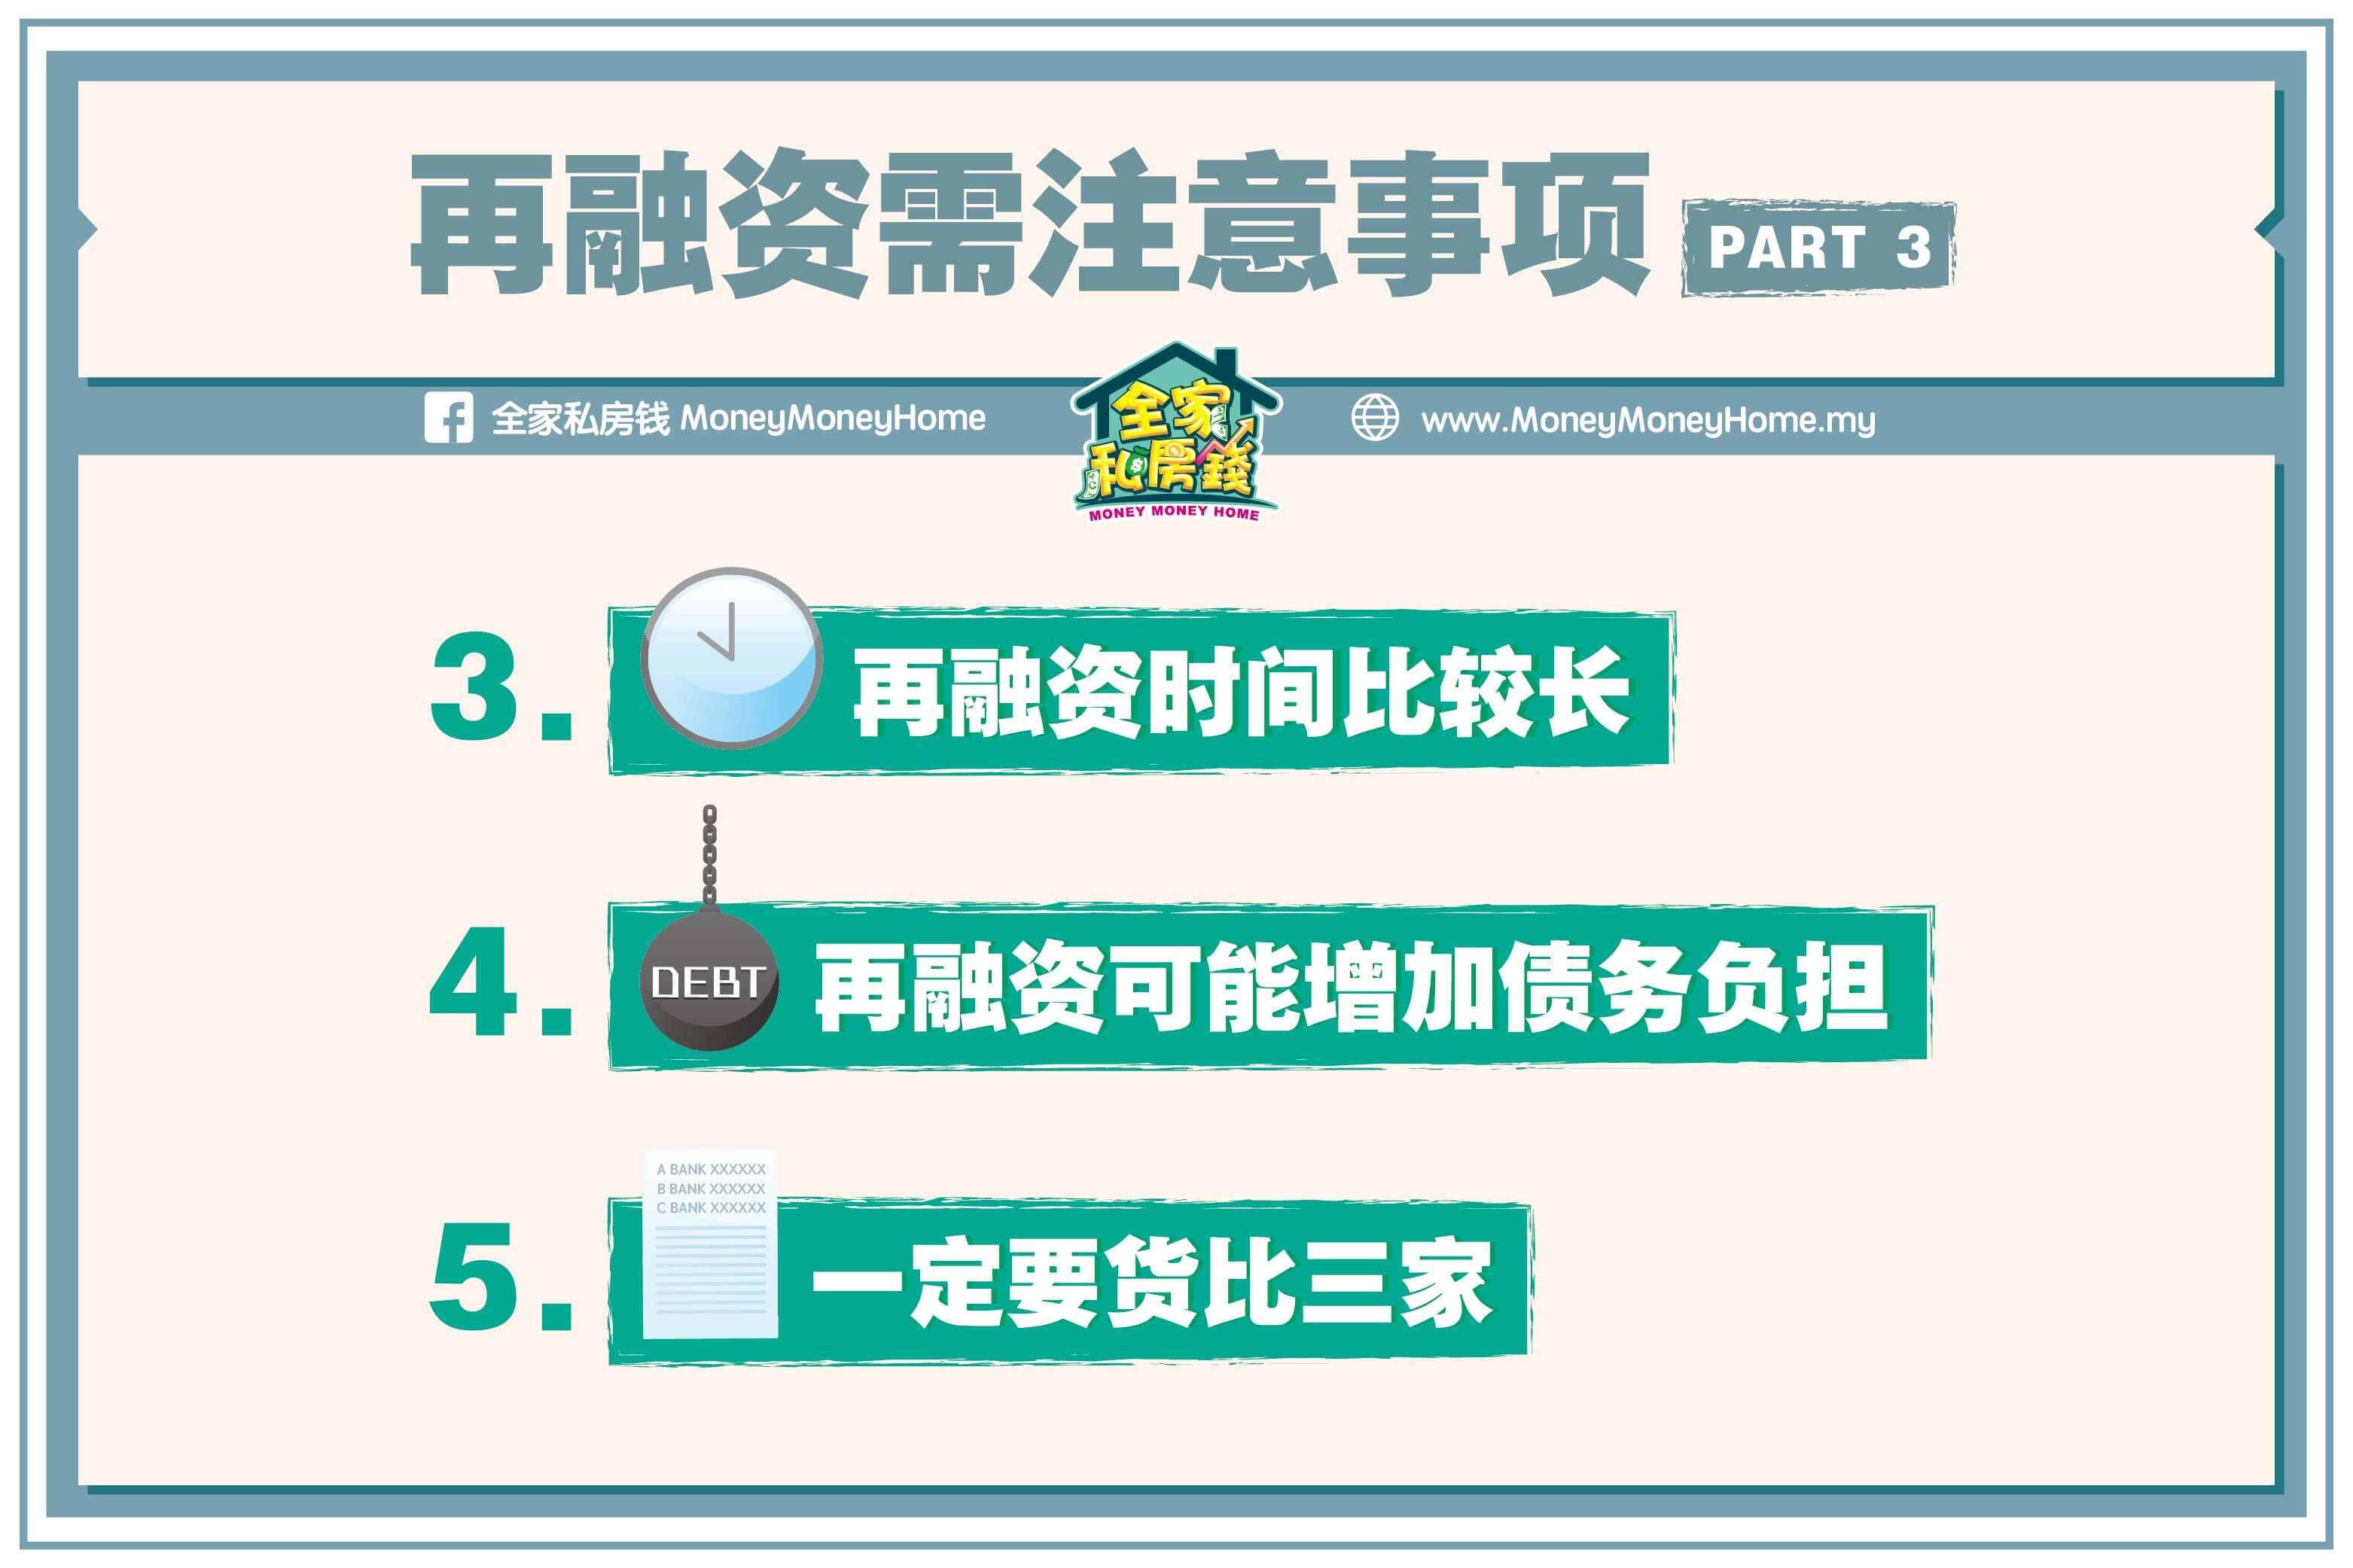 再融资需注意事项 PART 3
全家私房钱 MoneyMoneyHome
全家
私房錢
MONEY MONEY HOME
www.MoneyMoneyHome.my
3. 再融资时间比较长
4. DEBT 再融资可能增加债务负担
A BANK XXXXXX
B BANK XXXXXX
C BANK XXXXXX
5. 一定要货比三家